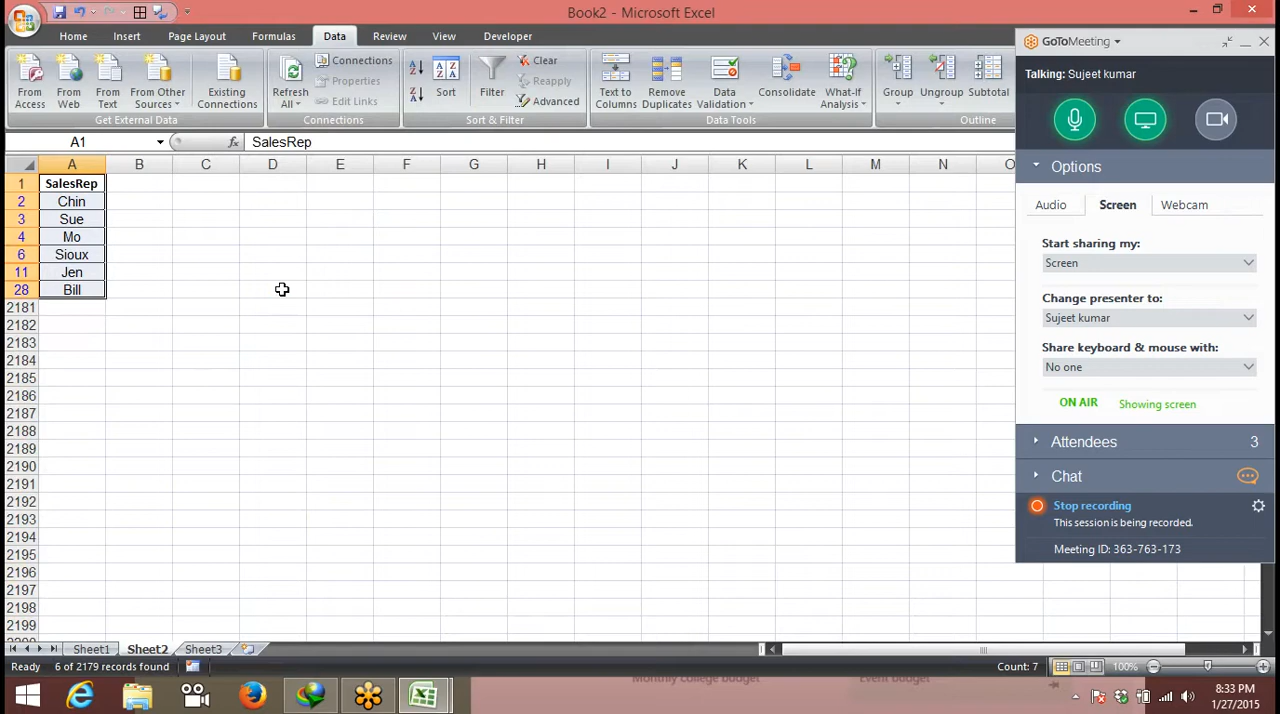 Book2 - Microsoft Excel
Home Insert Page Layout Formulas Data Review View Developer
From Access
From Web
From Text
From Other Sources
Existing Connections
Get External Data
Refresh All
Connections
Properties
Edit Links
Connections
Sort
Filter
Clear
Reapply
Advanced
Sort & Filter
Text to Columns
Remove Duplicates
Data Validation
Consolidate
What-If Analysis
Data Tools
Group
Ungroup
Subtotal
Outline
A1 fx SalesRep
A B C D E F G H I J K L M N O
1 SalesRep
2 Chin
3 Sue
4 Mo
6 Sioux
11 Jen
28 Bill
2181
2182
2183
2184
2185
2186
2187
2188
2189
2190
2191
2192
2193
2194
2195
2196
2197
2198
2199
Sheet1 Sheet2 Sheet3
Ready 6 of 2179 records found Count: 7 100%
GoToMeeting
Talking: Sujeet kumar
Options
Audio Screen Webcam
Start sharing my:
Screen
Change presenter to:
Sujeet kumar
Share keyboard & mouse with:
No one
ON AIR Showing screen
Attendees 3
Chat
Stop recording
This session is being recorded.
Meeting ID: 363-763-173
Monthly college budget Event budget
8:33 PM
1/27/2015